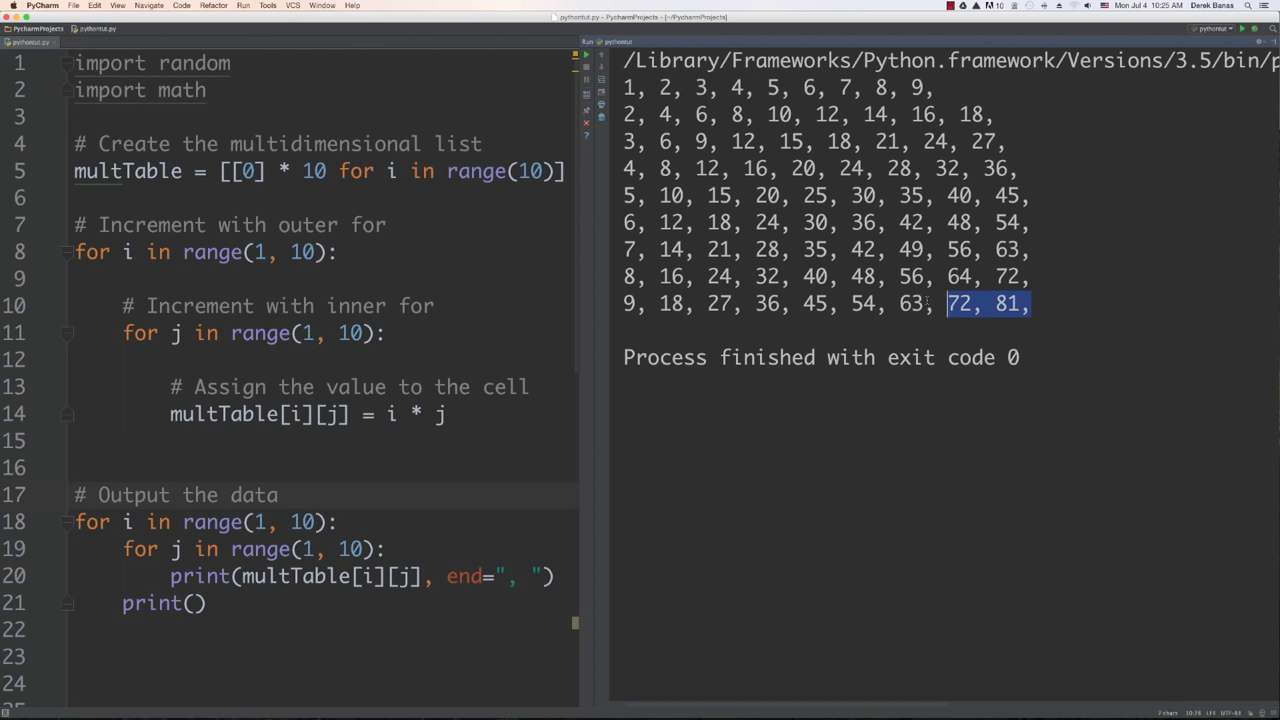 PyCharm File Edit View Navigate Code Refactor Run Tools VCS Window Help
10
Mon Jul 4 10:25 AM Derek Banas
pythontut.py - PycharmProjects - [~/PycharmProjects]
PycharmProjects pythontut.py
pythontut
pythontut.py
Run pythontut
1 import random
2 import math
3
4 # Create the multidimensional list
5 multTable = [[0] * 10 for i in range(10)]
6
7 # Increment with outer for
8 for i in range(1, 10):
9
10 # Increment with inner for
11 for j in range(1, 10):
12
13 # Assign the value to the cell
14 multTable[i][j] = i * j
15
16
17 # Output the data
18 for i in range(1, 10):
19 for j in range(1, 10):
20 print(multTable[i][j], end=", ")
21 print()
22
23
24
/Library/Frameworks/Python.framework/Versions/3.5/bin/p
1, 2, 3, 4, 5, 6, 7, 8, 9,
2, 4, 6, 8, 10, 12, 14, 16, 18,
3, 6, 9, 12, 15, 18, 21, 24, 27,
4, 8, 12, 16, 20, 24, 28, 32, 36,
5, 10, 15, 20, 25, 30, 35, 40, 45,
6, 12, 18, 24, 30, 36, 42, 48, 54,
7, 14, 21, 28, 35, 42, 49, 56, 63,
8, 16, 24, 32, 40, 48, 56, 64, 72,
9, 18, 27, 36, 45, 54, 63, 72, 81,
Process finished with exit code 0
7 chars 10:28 LF‡ UTF-8‡